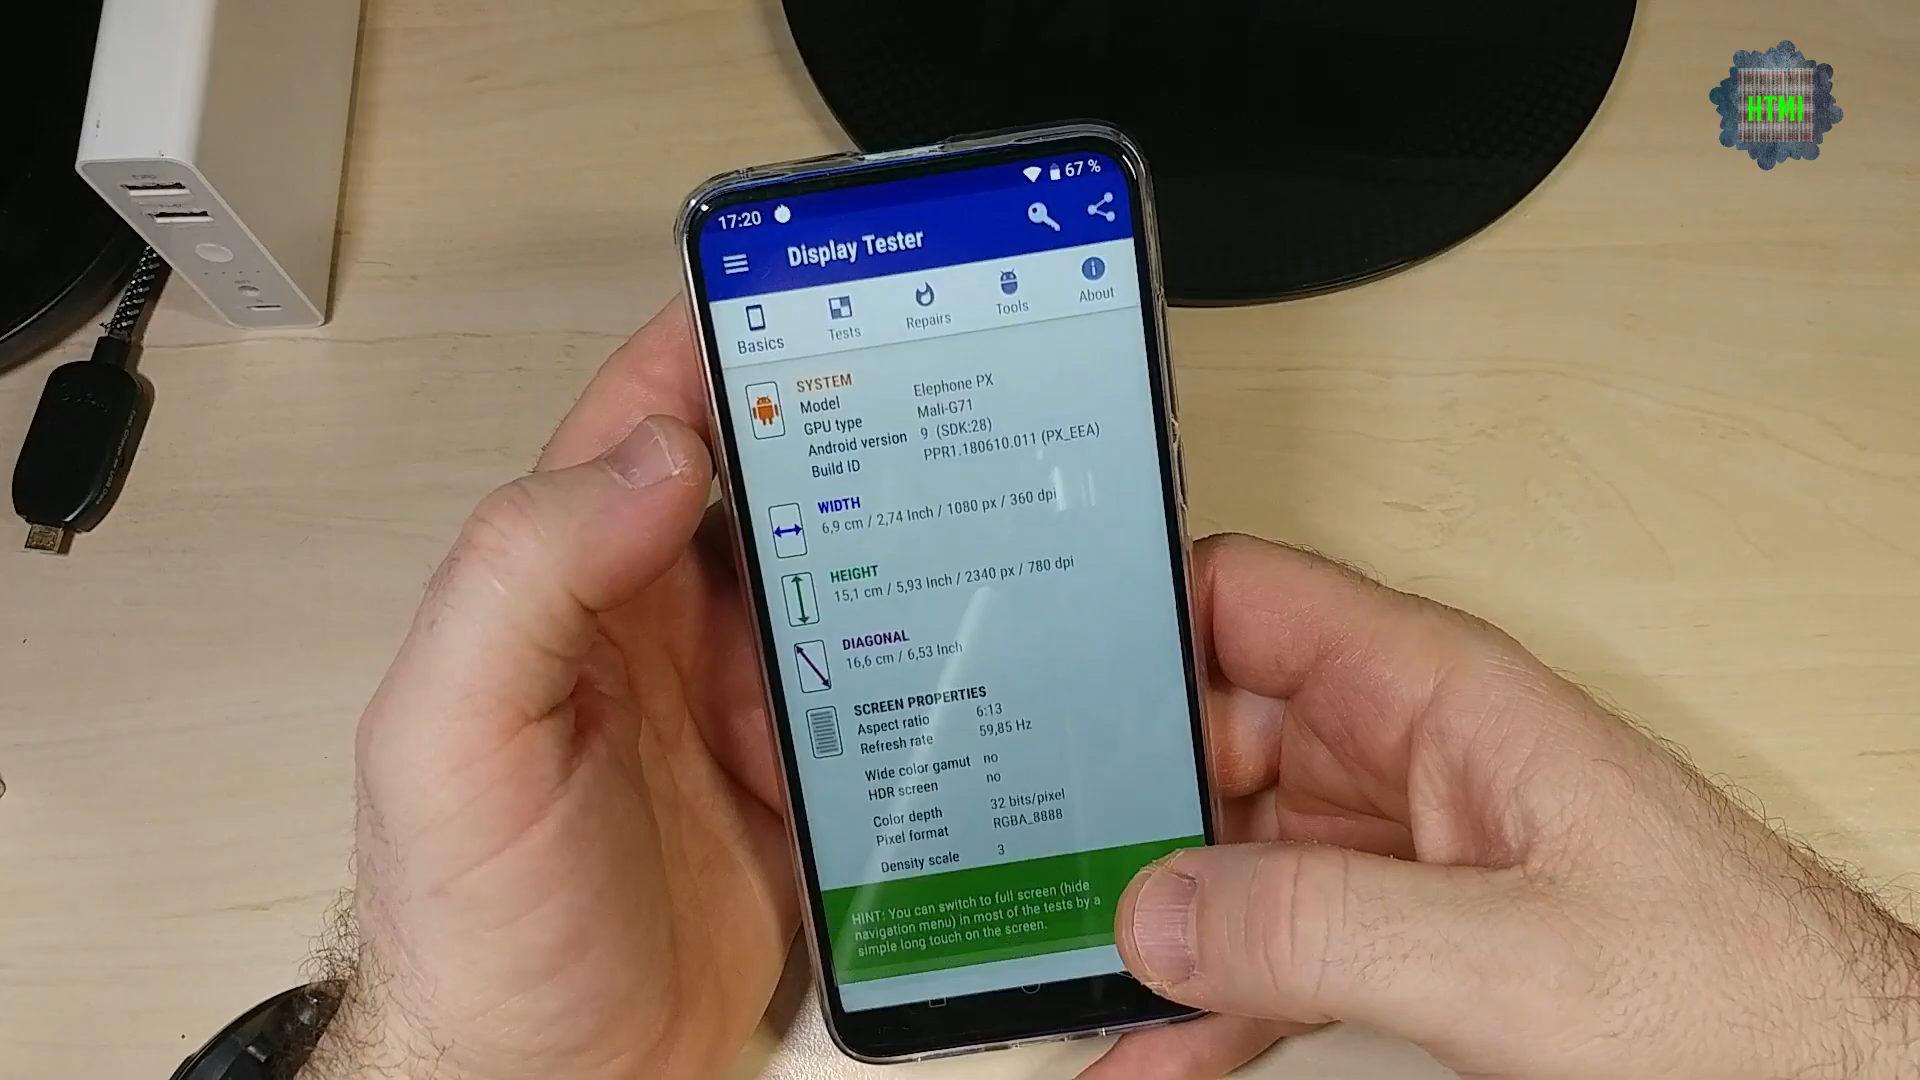 HTMI
17:20
67 %
Display Tester
Basics
Tests
Repairs
Tools
About
SYSTEM
Model Elephone PX
GPU type Mali-G71
Android version 9 (SDK:28)
Build ID PPR1.180610.011 (PX_EEA)
WIDTH
6,9 cm / 2,74 Inch / 1080 px / 360 dpi
HEIGHT
15,1 cm / 5,93 Inch / 2340 px / 780 dpi
DIAGONAL
16,6 cm / 6,53 Inch
SCREEN PROPERTIES
Aspect ratio 6:13
Refresh rate 59,85 Hz
Wide color gamut no
HDR screen no
Color depth 32 bits/pixel
Pixel format RGBA_8888
Density scale 3
HINT: You can switch to full screen (hide
navigation menu) in most of the tests by a
simple long touch on the screen.